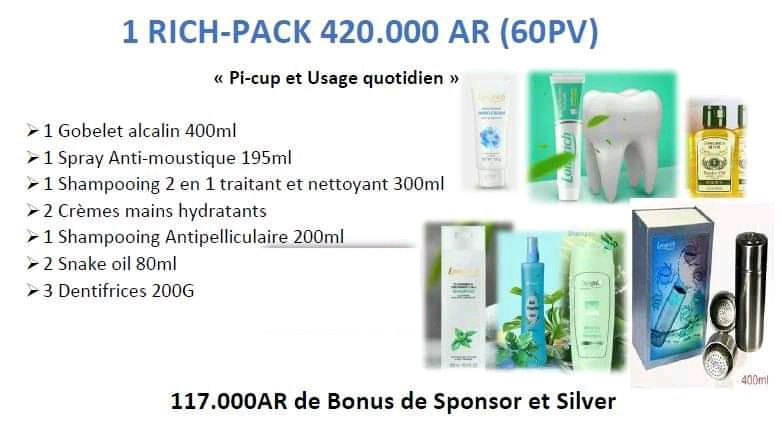 1 RICH-PACK 420.000 AR (60PV)
« Pi-cup et Usage quotidien »
➢ 1 Gobelet alcalin 400ml
➢ 1 Spray Anti-moustique 195ml
➢ 1 Shampooing 2 en 1 traitant et nettoyant 300ml
➢ 2 Crèmes mains hydratants
➢ 1 Shampooing Antipelliculaire 200ml
➢ 2 Snake oil 80ml
➢ 3 Dentifrices 200G
Longrich
400ml
117.000AR de Bonus de Sponsor et Silver